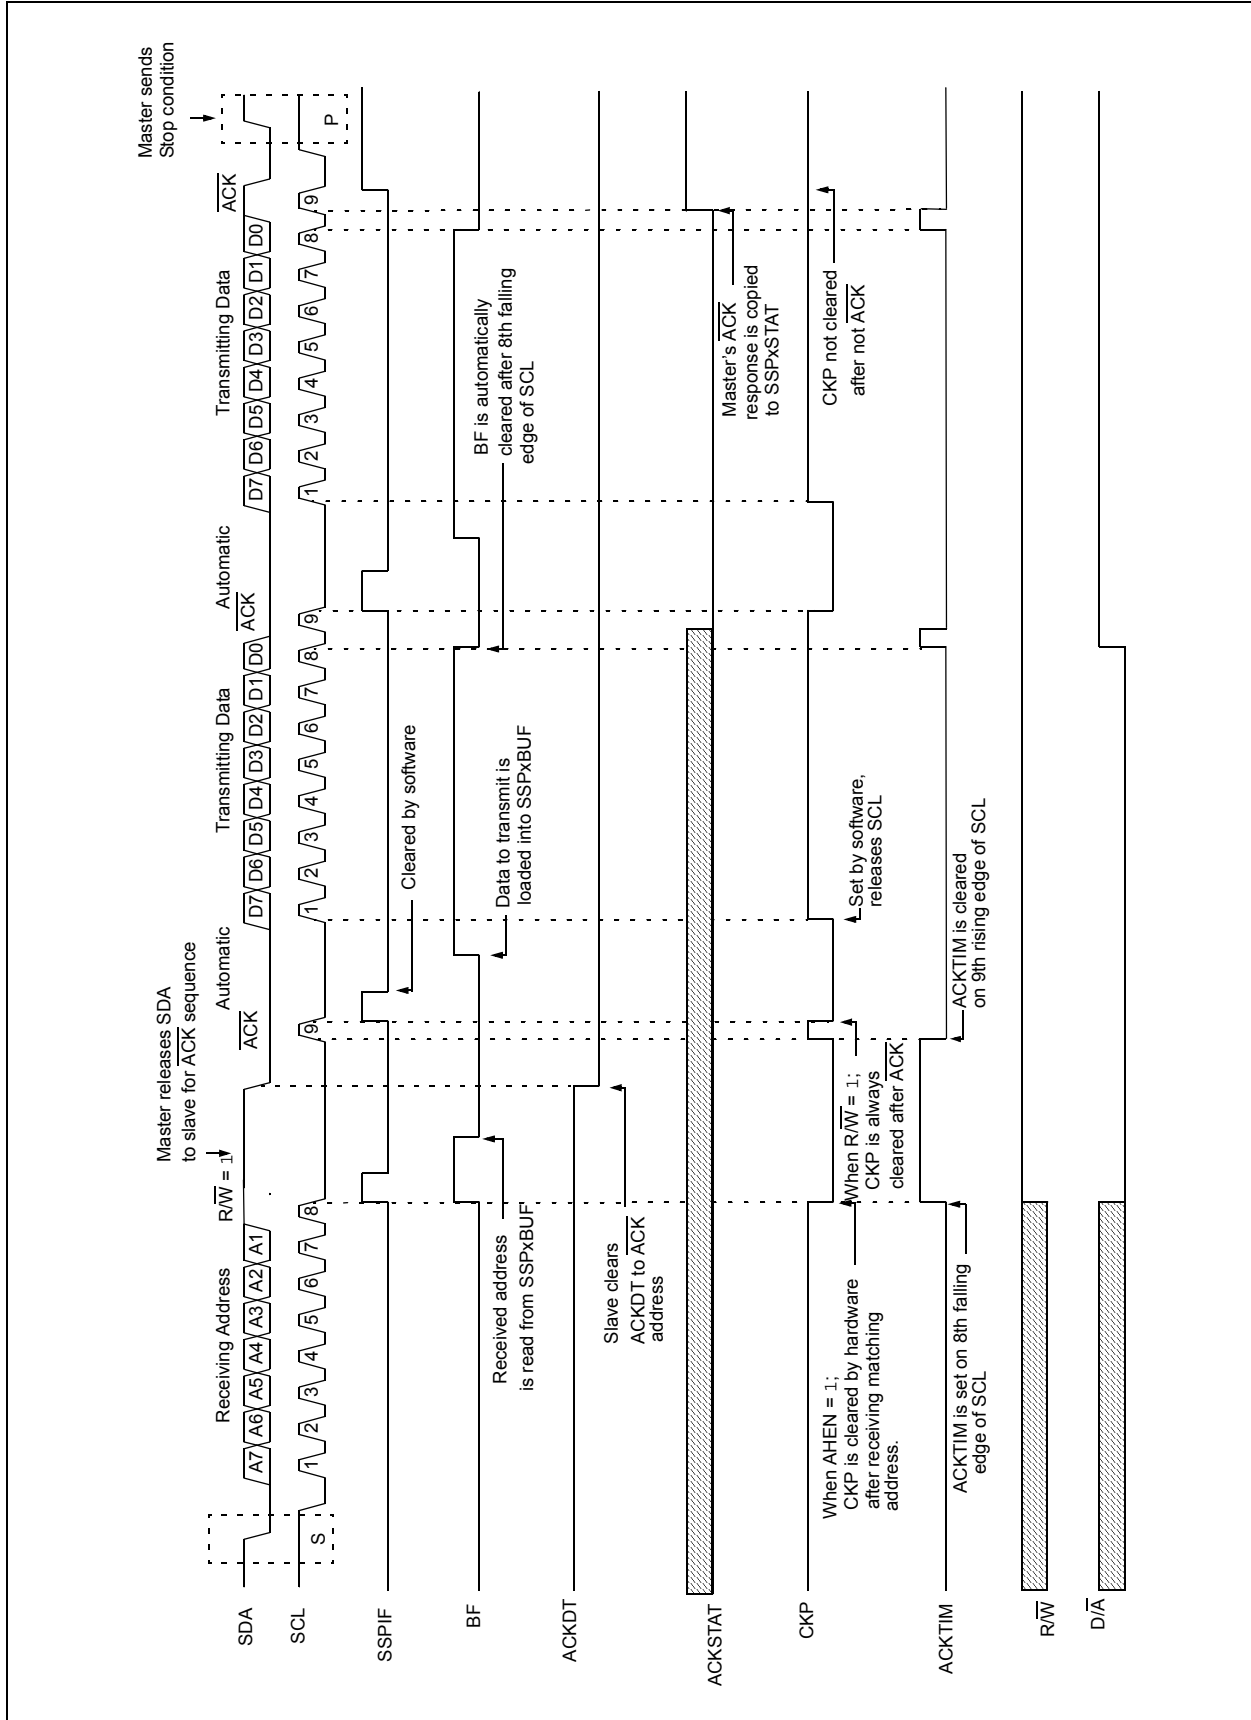 Master releases SDA
to slave for ACK sequence
Master sends
Stop condition
Receiving Address
R/W = 1
Automatic
Transmitting Data
Automatic
Transmitting Data
ACK
ACK
ACK
SDA
A7 A6 A5 A4 A3 A2 A1
D7 D6 D5 D4 D3 D2 D1 D0
D7 D6 D5 D4 D3 D2 D1 D0
SCL
S
1 2 3 4 5 6 7 8 9
1 2 3 4 5 6 7 8 9
1 2 3 4 5 6 7 8 9
P
SSPIF
Cleared by software
BF
Received address
is read from SSPxBUF
Data to transmit is
loaded into SSPxBUF
BF is automatically
cleared after 8th falling
edge of SCL
ACKDT
Slave clears
ACKDT to ACK
address
ACKSTAT
Master's ACK
response is copied
to SSPxSTAT
CKP
When AHEN = 1;
CKP is cleared by hardware
after receiving matching
address.
When R/W = 1;
CKP is always
cleared after ACK
Set by software,
releases SCL
CKP not cleared
after not ACK
ACKTIM
ACKTIM is set on 8th falling
edge of SCL
ACKTIM is cleared
on 9th rising edge of SCL
R/W
D/A